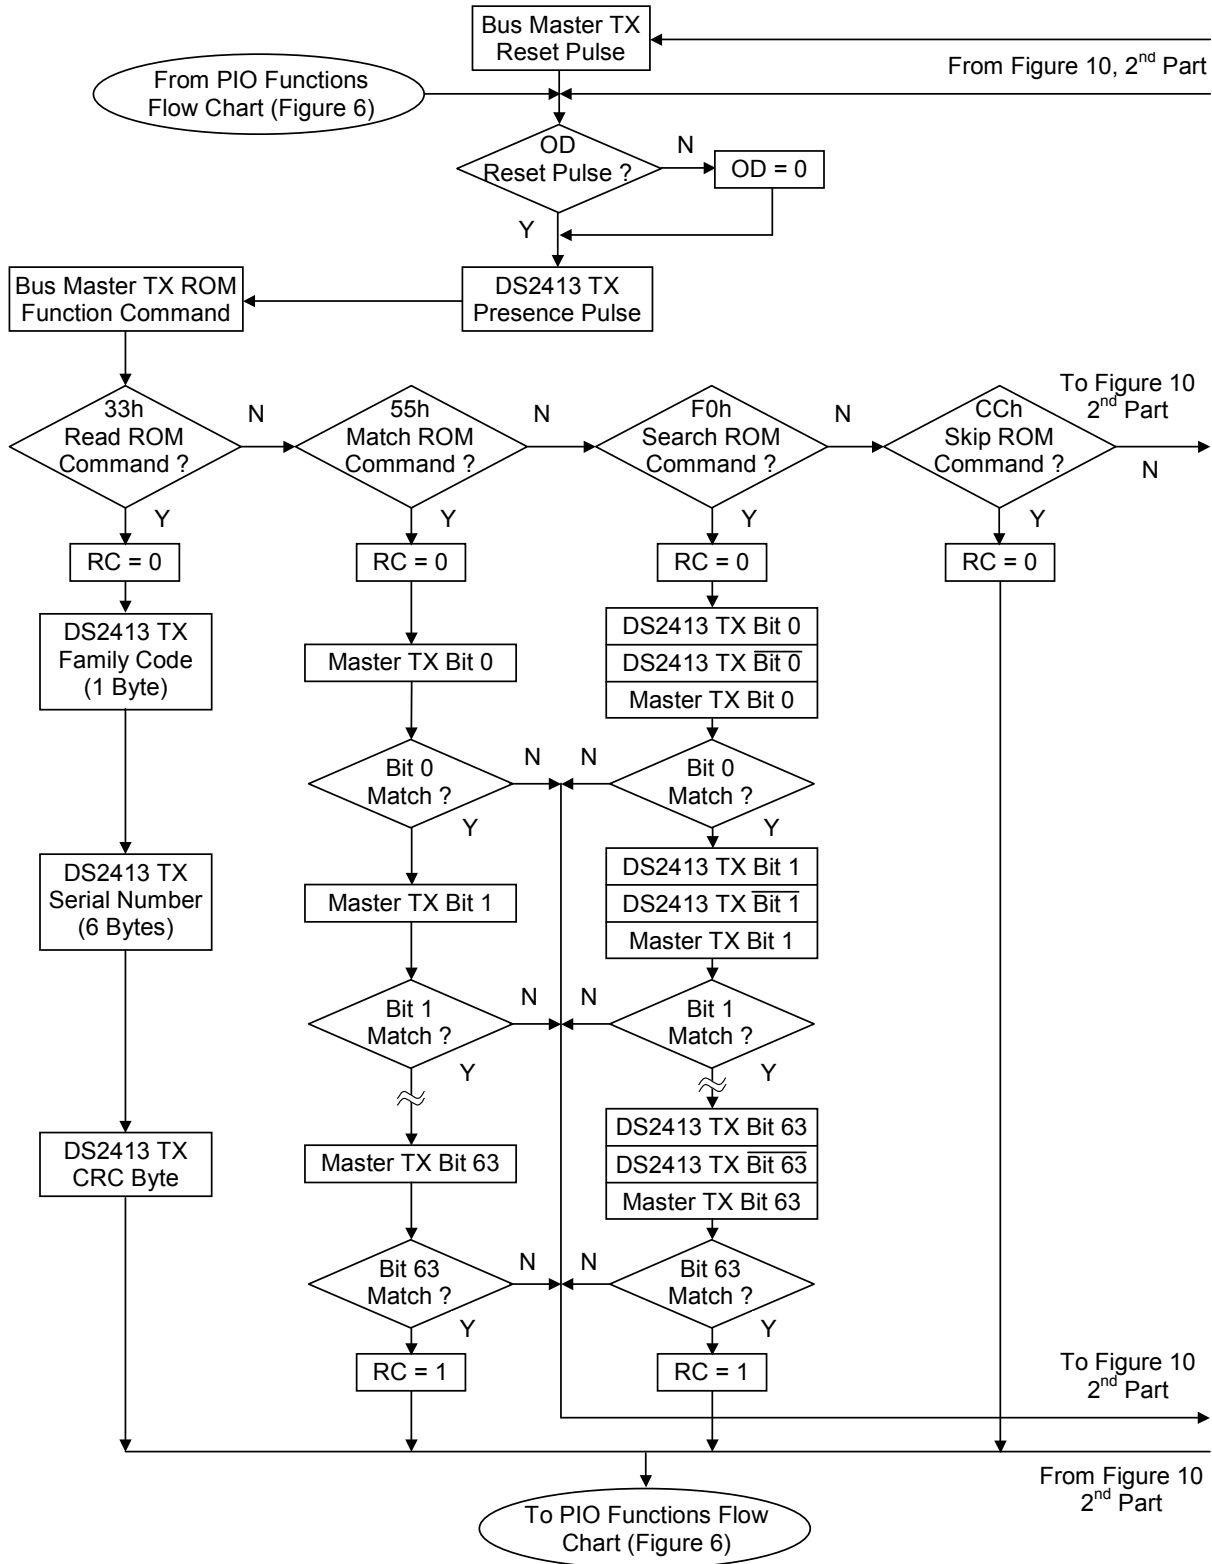 Bus Master TX
Reset Pulse
From Figure 10, 2nd Part
From PIO Functions
Flow Chart (Figure 6)
OD
Reset Pulse ?
N
OD = 0
Y
Bus Master TX ROM
Function Command
DS2413 TX
Presence Pulse
To Figure 10
2nd Part
33h
Read ROM
Command ?
N
55h
Match ROM
Command ?
N
F0h
Search ROM
Command ?
N
CCh
Skip ROM
Command ?
N
Y
Y
Y
Y
RC = 0
RC = 0
RC = 0
RC = 0
DS2413 TX
Family Code
(1 Byte)
Master TX Bit 0
DS2413 TX Bit 0
DS2413 TX B̅i̅t̅ ̅0̅
Master TX Bit 0
Bit 0
Match ?
N
N
Bit 0
Match ?
Y
Y
DS2413 TX
Serial Number
(6 Bytes)
Master TX Bit 1
DS2413 TX Bit 1
DS2413 TX B̅i̅t̅ ̅1̅
Master TX Bit 1
Bit 1
Match ?
N
N
Bit 1
Match ?
Y
Y
DS2413 TX
CRC Byte
Master TX Bit 63
DS2413 TX Bit 63
DS2413 TX B̅i̅t̅ ̅6̅3̅
Master TX Bit 63
Bit 63
Match ?
N
N
Bit 63
Match ?
Y
Y
RC = 1
RC = 1
To Figure 10
2nd Part
From Figure 10
2nd Part
To PIO Functions Flow
Chart (Figure 6)